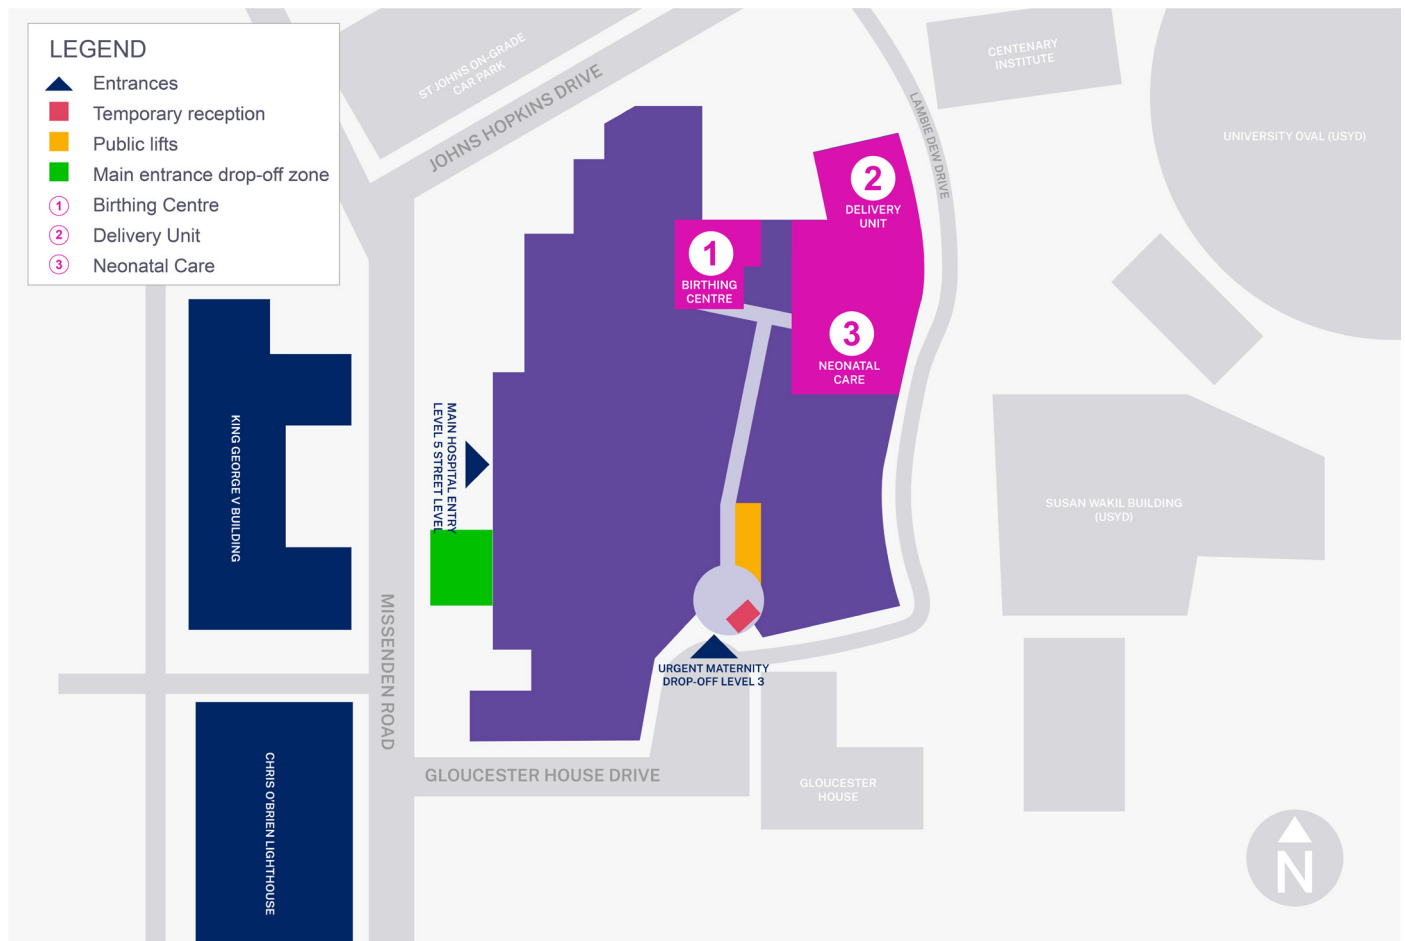 LEGEND
Entrances
Temporary reception
Public lifts
Main entrance drop-off zone
1 Birthing Centre
2 Delivery Unit
3 Neonatal Care
ST JOHNS ON-GRADE
CAR PARK
JOHNS HOPKINS DRIVE
LAMBIE DEW DRIVE
CENTENARY
INSTITUTE
UNIVERSITY OVAL (USYD)
2
DELIVERY
UNIT
1
BIRTHING
CENTRE
3
NEONATAL
CARE
KING GEORGE V BUILDING
MAIN HOSPITAL ENTRY
LEVEL 5 STREET LEVEL
SUSAN WAKIL BUILDING
(USYD)
MISSENDEN ROAD
URGENT MATERNITY
DROP-OFF LEVEL 3
CHRIS O'BRIEN LIGHTHOUSE
GLOUCESTER HOUSE DRIVE
GLOUCESTER
HOUSE
N